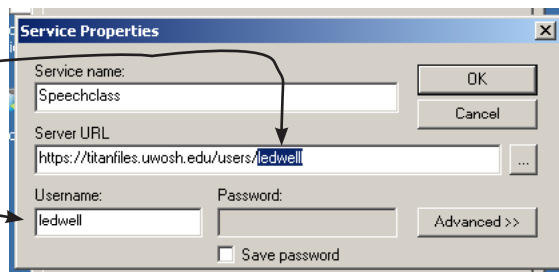 Service Properties
Service name:
OK
Speechclass
Cancel
Server URL
https://titanfiles.uwosh.edu/users/ledwell
...
Username:
Password:
ledwell
Advanced >>
Save password